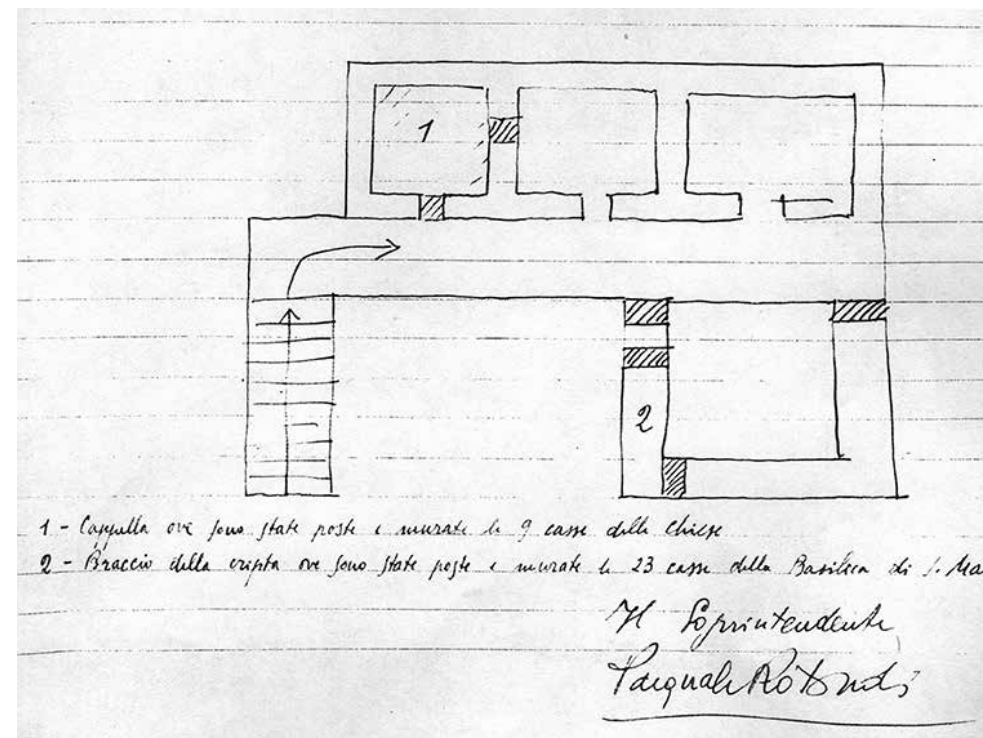 1
2
1 - Cappella ove sono state poste e murate le 9 casse delle chiese
2 - Braccio della cripta ove sono state poste e murate le 23 casse della Basilica di S. Ma
Il Soprintendente
Pasquale Rotondi